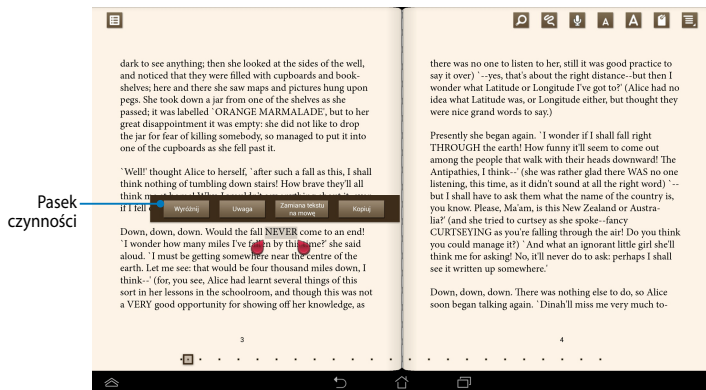 dark to see anything; then she looked at the sides of the well,
and noticed that they were filled with cupboards and book-
shelves; here and there she saw maps and pictures hung upon
pegs. She took down a jar from one of the shelves as she
passed; it was labelled `ORANGE MARMALADE', but to her
great disappointment it was empty: she did not like to drop
the jar for fear of killing somebody, so managed to put it into
one of the cupboards as she fell past it.
`Well!' thought Alice to herself, `after such a fall as this, I shall
think nothing of tumbling down stairs! How brave they'll all
think me at home! Why, I wouldn't say anything about it, even
if I fell
Pasek
czynności
Wyróżnij
Uwaga
Zamiana tekstu
na mowę
Kopiuj
Down, down, down. Would the fall NEVER come to an end!
`I wonder how many miles I've fallen by this time?' she said
aloud. `I must be getting somewhere near the centre of the
earth. Let me see: that would be four thousand miles down, I
think--' (for, you see, Alice had learnt several things of this
sort in her lessons in the schoolroom, and though this was not
a VERY good opportunity for showing off her knowledge, as
3
there was no one to listen to her, still it was good practice to
say it over) `--yes, that's about the right distance--but then I
wonder what Latitude or Longitude I've got to?' (Alice had no
idea what Latitude was, or Longitude either, but thought they
were nice grand words to say.)
Presently she began again. `I wonder if I shall fall right
THROUGH the earth! How funny it'll seem to come out
among the people that walk with their heads downward! The
Antipathies, I think--' (she was rather glad there WAS no one
listening, this time, as it didn't sound at all the right word) `--
but I shall have to ask them what the name of the country is,
you know. Please, Ma'am, is this New Zealand or Austra-
lia?' (and she tried to curtsey as she spoke--fancy
CURTSEYING as you're falling through the air! Do you think
you could manage it?) `And what an ignorant little girl she'll
think me for asking! No, it'll never do to ask: perhaps I shall
see it written up somewhere.'
Down, down, down. There was nothing else to do, so Alice
soon began talking again. `Dinah'll miss me very much to-
4